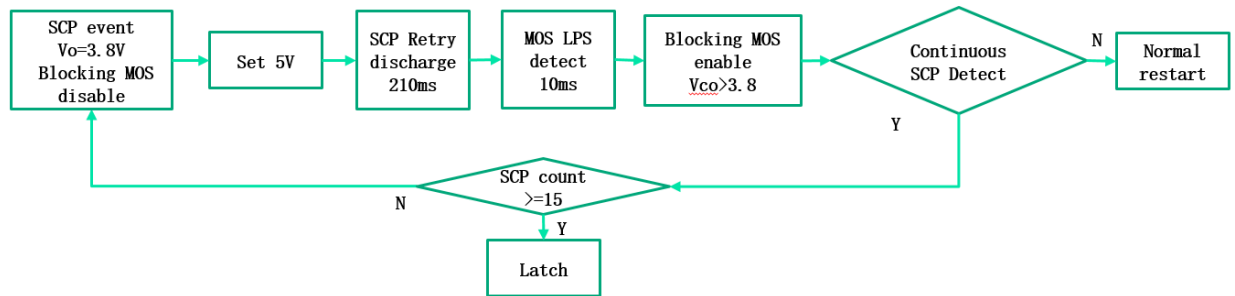 SCP event
Vo=3.8V
Blocking MOS
disable
Set 5V
SCP Retry
discharge
210ms
MOS LPS
detect
10ms
Blocking MOS
enable
Vco>3.8
Continuous
SCP Detect
N
Normal
restart
Y
SCP count
>=15
N
Y
Latch